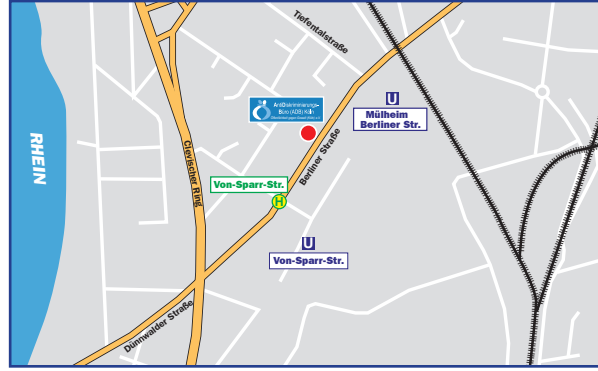 Tiefentalstraße
AntiDiskriminierungs-
Büro (ADB) Köln
U
Mülheim
Berliner Str.
RHEIN
Clevischer Ring
Berliner Straße
Von-Sparr-Str.
H
U
Von-Sparr-Str.
Dünnwalder Straße